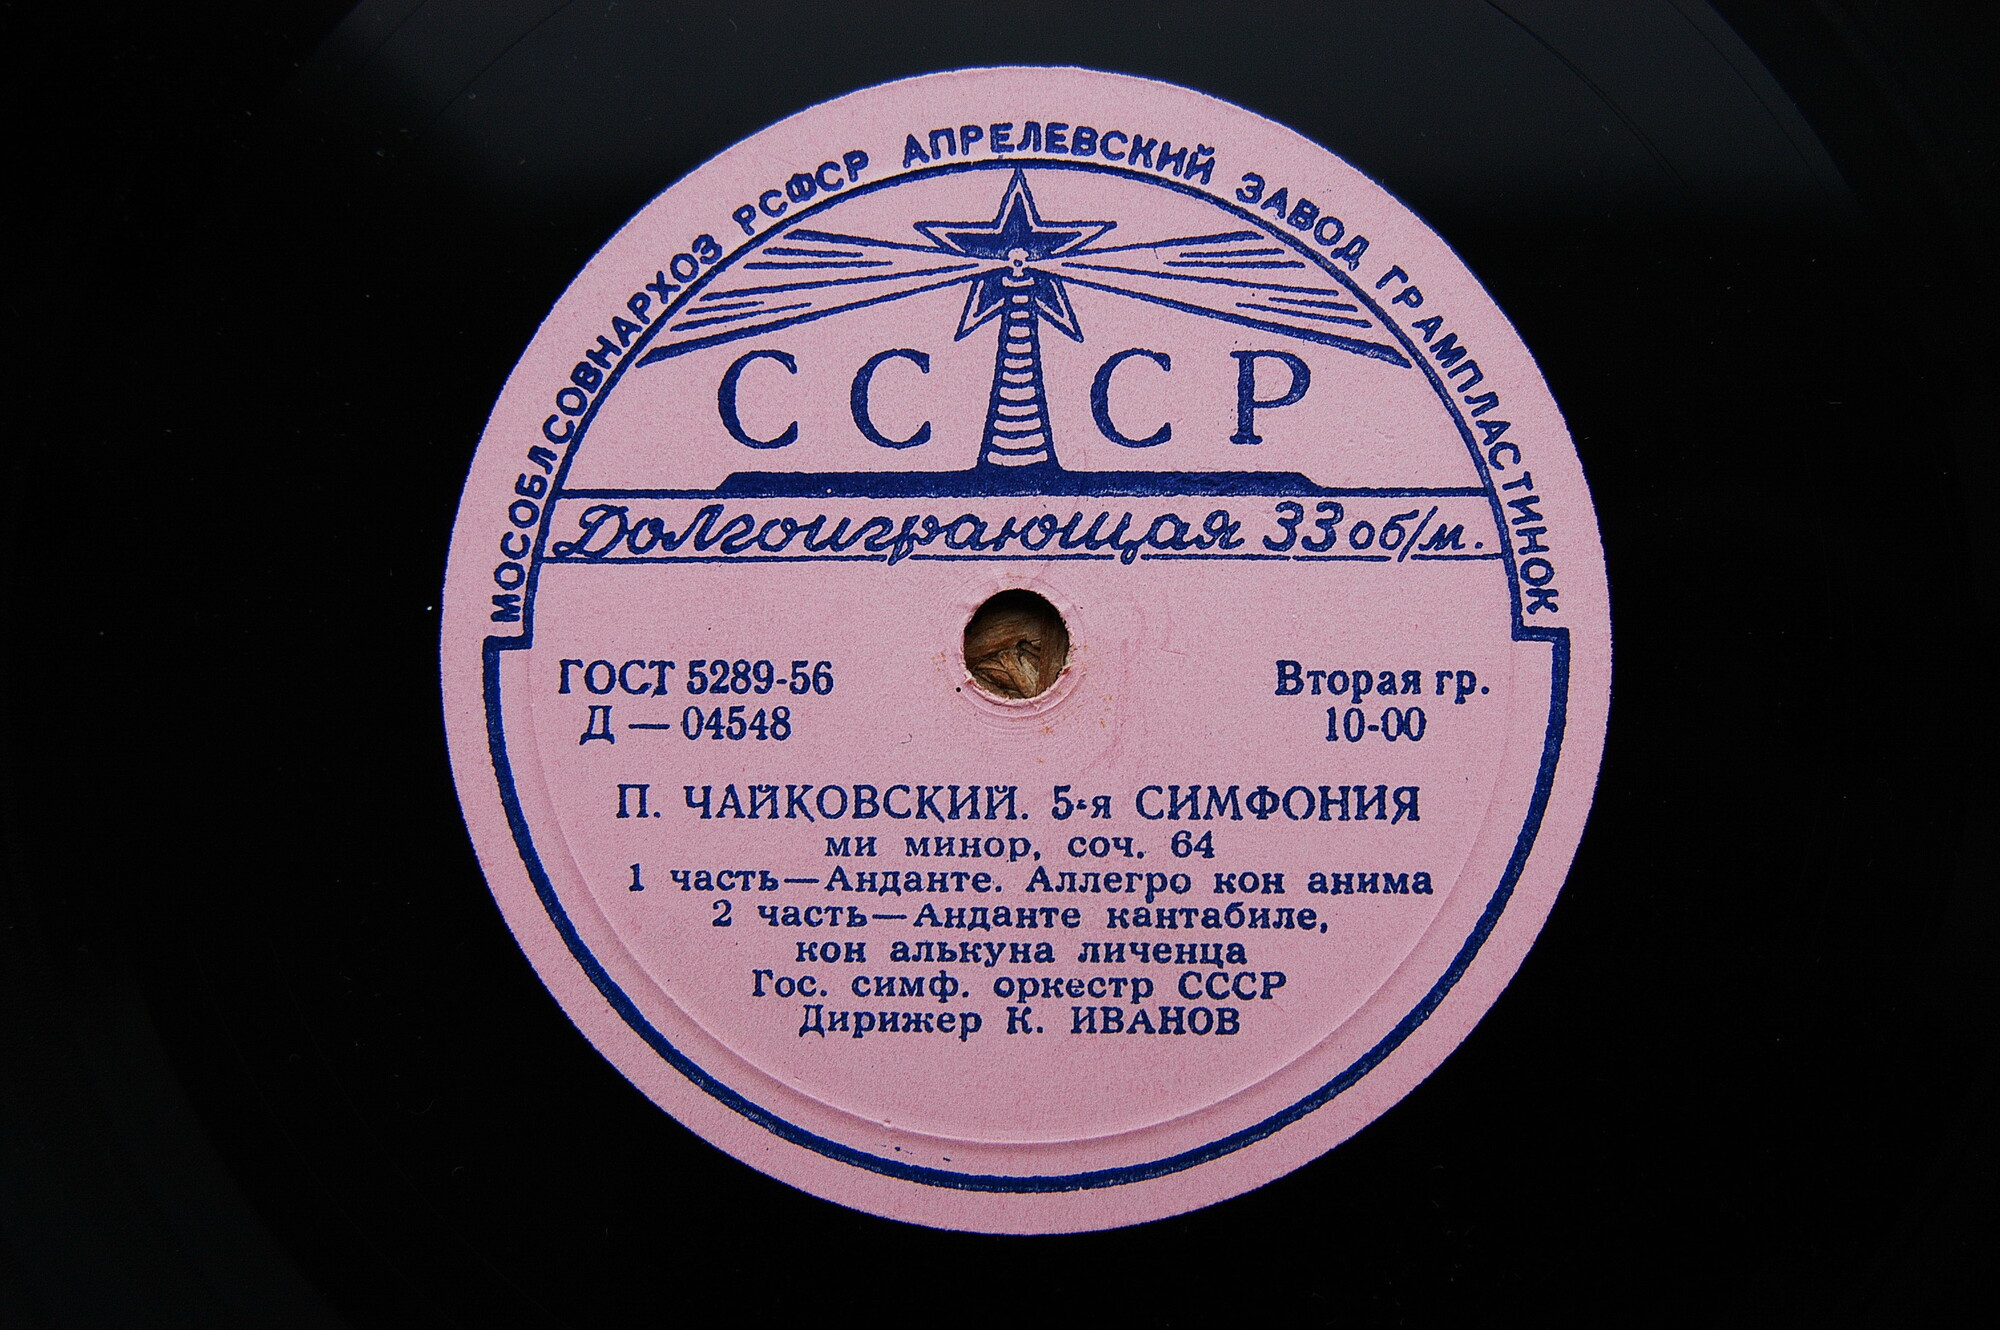 МОСОБЛСОВНАРХОЗ РСФСР АПРЕЛЕВСКИЙ ЗАВОД ГРАМПЛАСТИНОК
СССР
Долгоиграющая 33 об/м.
ГОСТ 5289-56
Д — 04548
Вторая гр.
10-00
П. ЧАЙКОВСКИЙ. 5-я СИМФОНИЯ
ми минор, соч. 64
1 часть — Анданте. Аллегро кон анима
2 часть — Анданте кантабиле,
кон алькуна личенца
Гос. симф. оркестр СССР
Дирижер К. ИВАНОВ